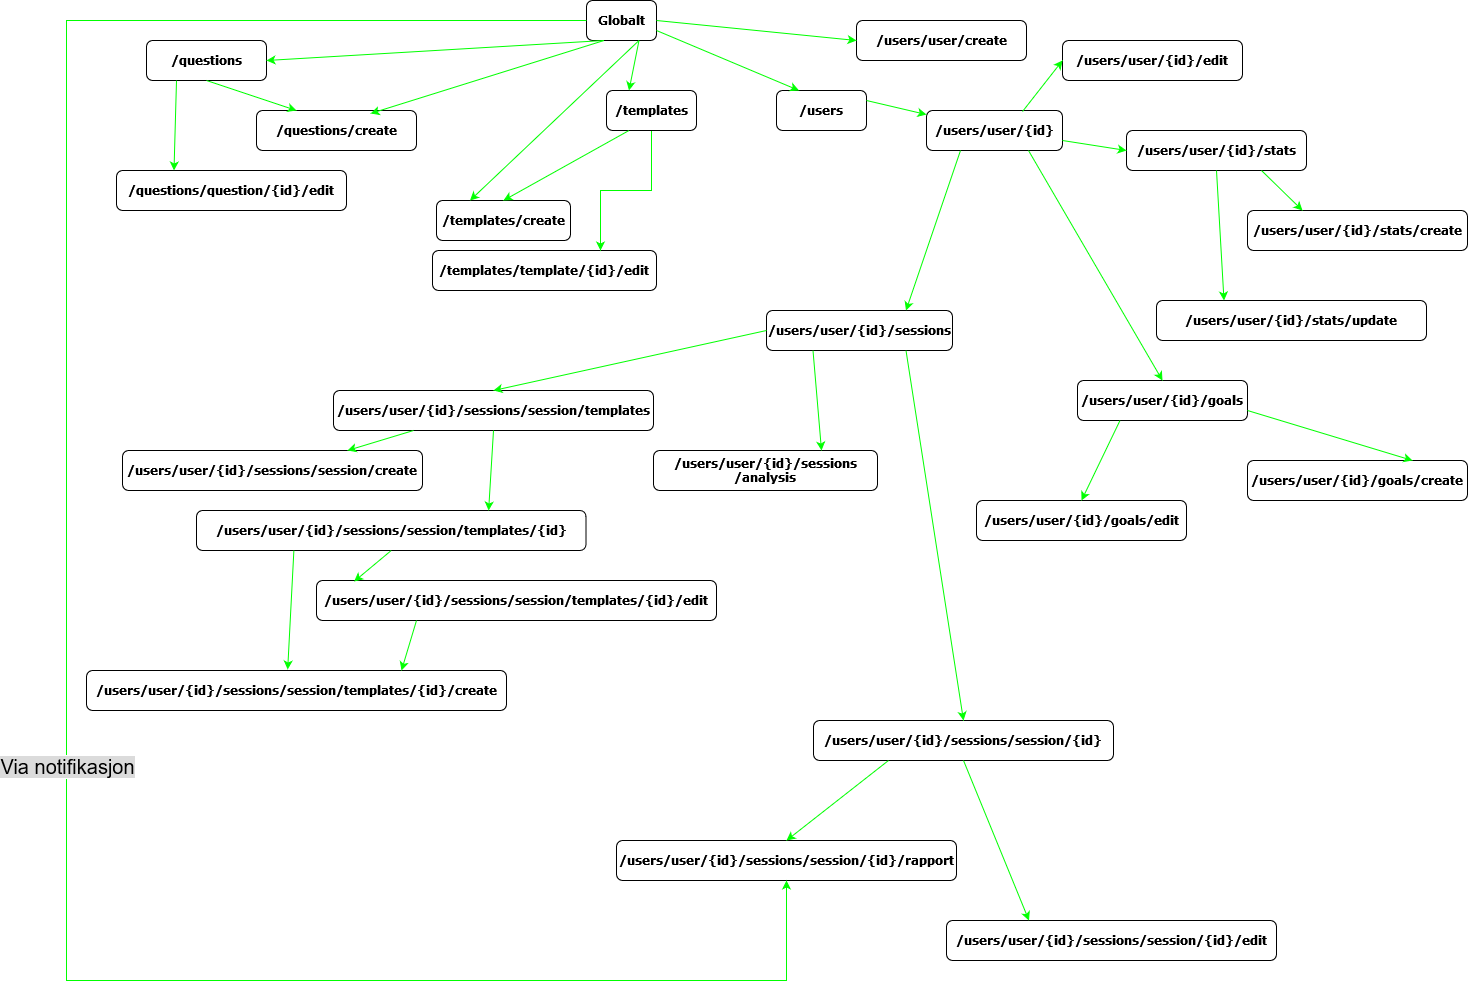 Globalt
/users/user/create
/questions
/users/user/{id}/edit
/templates
/users
/questions/create
/users/user/{id}
/users/user/{id}/stats
/questions/question/{id}/edit
/templates/create
/users/user/{id}/stats/create
/templates/template/{id}/edit
/users/user/{id}/stats/update
/users/user/{id}/sessions
/users/user/{id}/sessions/session/templates
/users/user/{id}/goals
/users/user/{id}/sessions/session/create
/users/user/{id}/sessions
/analysis
/users/user/{id}/goals/create
/users/user/{id}/sessions/session/templates/{id}
/users/user/{id}/goals/edit
/users/user/{id}/sessions/session/templates/{id}/edit
/users/user/{id}/sessions/session/templates/{id}/create
/users/user/{id}/sessions/session/{id}
Via notifikasjon
/users/user/{id}/sessions/session/{id}/rapport
/users/user/{id}/sessions/session/{id}/edit